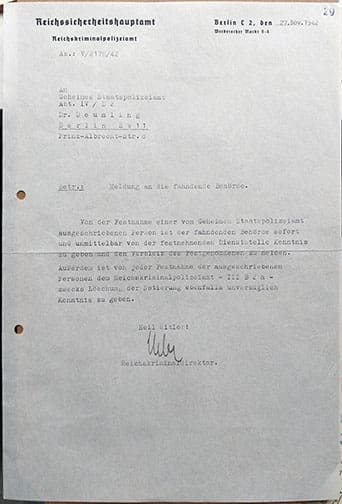 29
Reichssicherheitshauptamt
Reichskriminalpolizeiamt
Berlin C 2, den 27.Nov. 1942
Werderscher Markt 5-6
An
Geheimes Staatspolizeiamt
Abt. IV / D 2
Dr. Deumling
Berlin SW 11
Prinz-Albrecht-Str. 8
Betr.: Meldung an die fahndende Behörde.
Von der Festnahme einer vom Geheimen Staatspolizeiamt
ausgeschriebenen Person ist der fahndenden Behörde sofort
und unmittelbar von der festnehmenden Dienststelle Kenntnis
zu geben und den Verbleib des Festgenommenen zu melden.
Außerdem ist von jeder Festnahme der ausgeschriebenen
Personen dem Reichskriminalpolizeiamt -
zwecks Löschung der Notierung ebenfalls unverzüglich
Kenntnis zu geben.
Heil Hitler!
Reichskriminaldirektor.